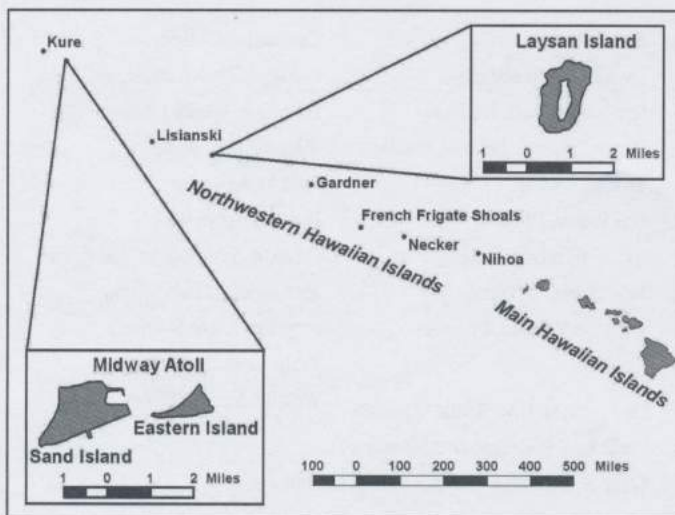 Kure
Laysan Island
1 0 1 2 Miles
Lisianski
Gardner
Northwestern Hawaiian Islands
French Frigate Shoals
Necker
Nihoa
Main Hawaiian Islands
Midway Atoll
Eastern Island
Sand Island
1 0 1 2 Miles
100 0 100 200 300 400 500 Miles